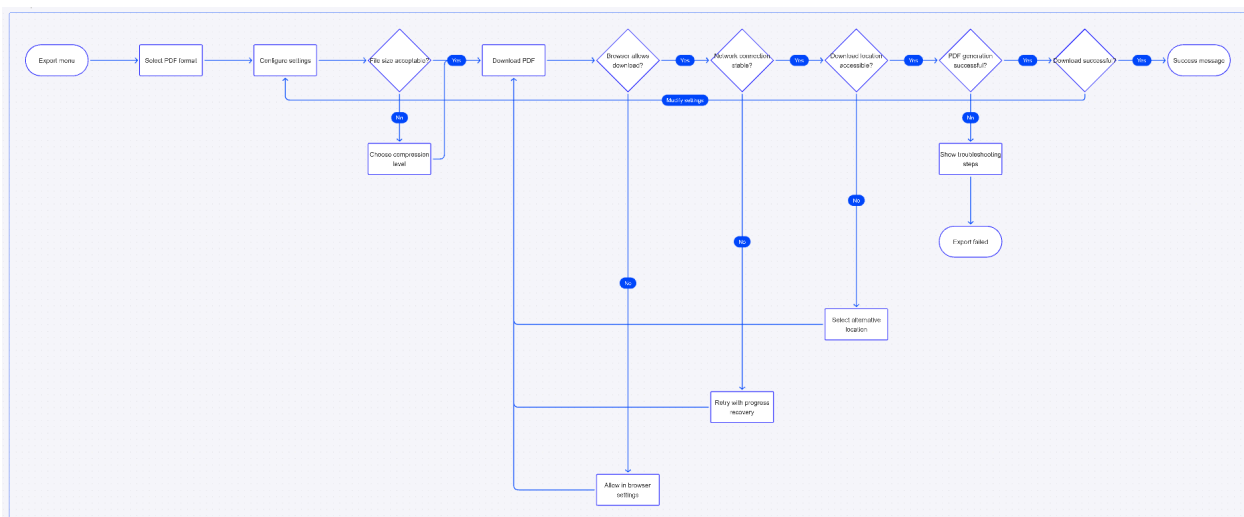 Export menu
Select PDF format
Configure settings
File size acceptable?
Yes
Download PDF
Browser allows
download?
Yes
Network connection
stable?
Yes
Download location
accessible?
Yes
PDF generation
successful?
Yes
Download successful?
Yes
Success message
Modify settings
No
Choose compression
level
No
Show troubleshooting
steps
Export failed
No
Select alternative
location
No
Retry with progress
recovery
No
Allow in browser
settings